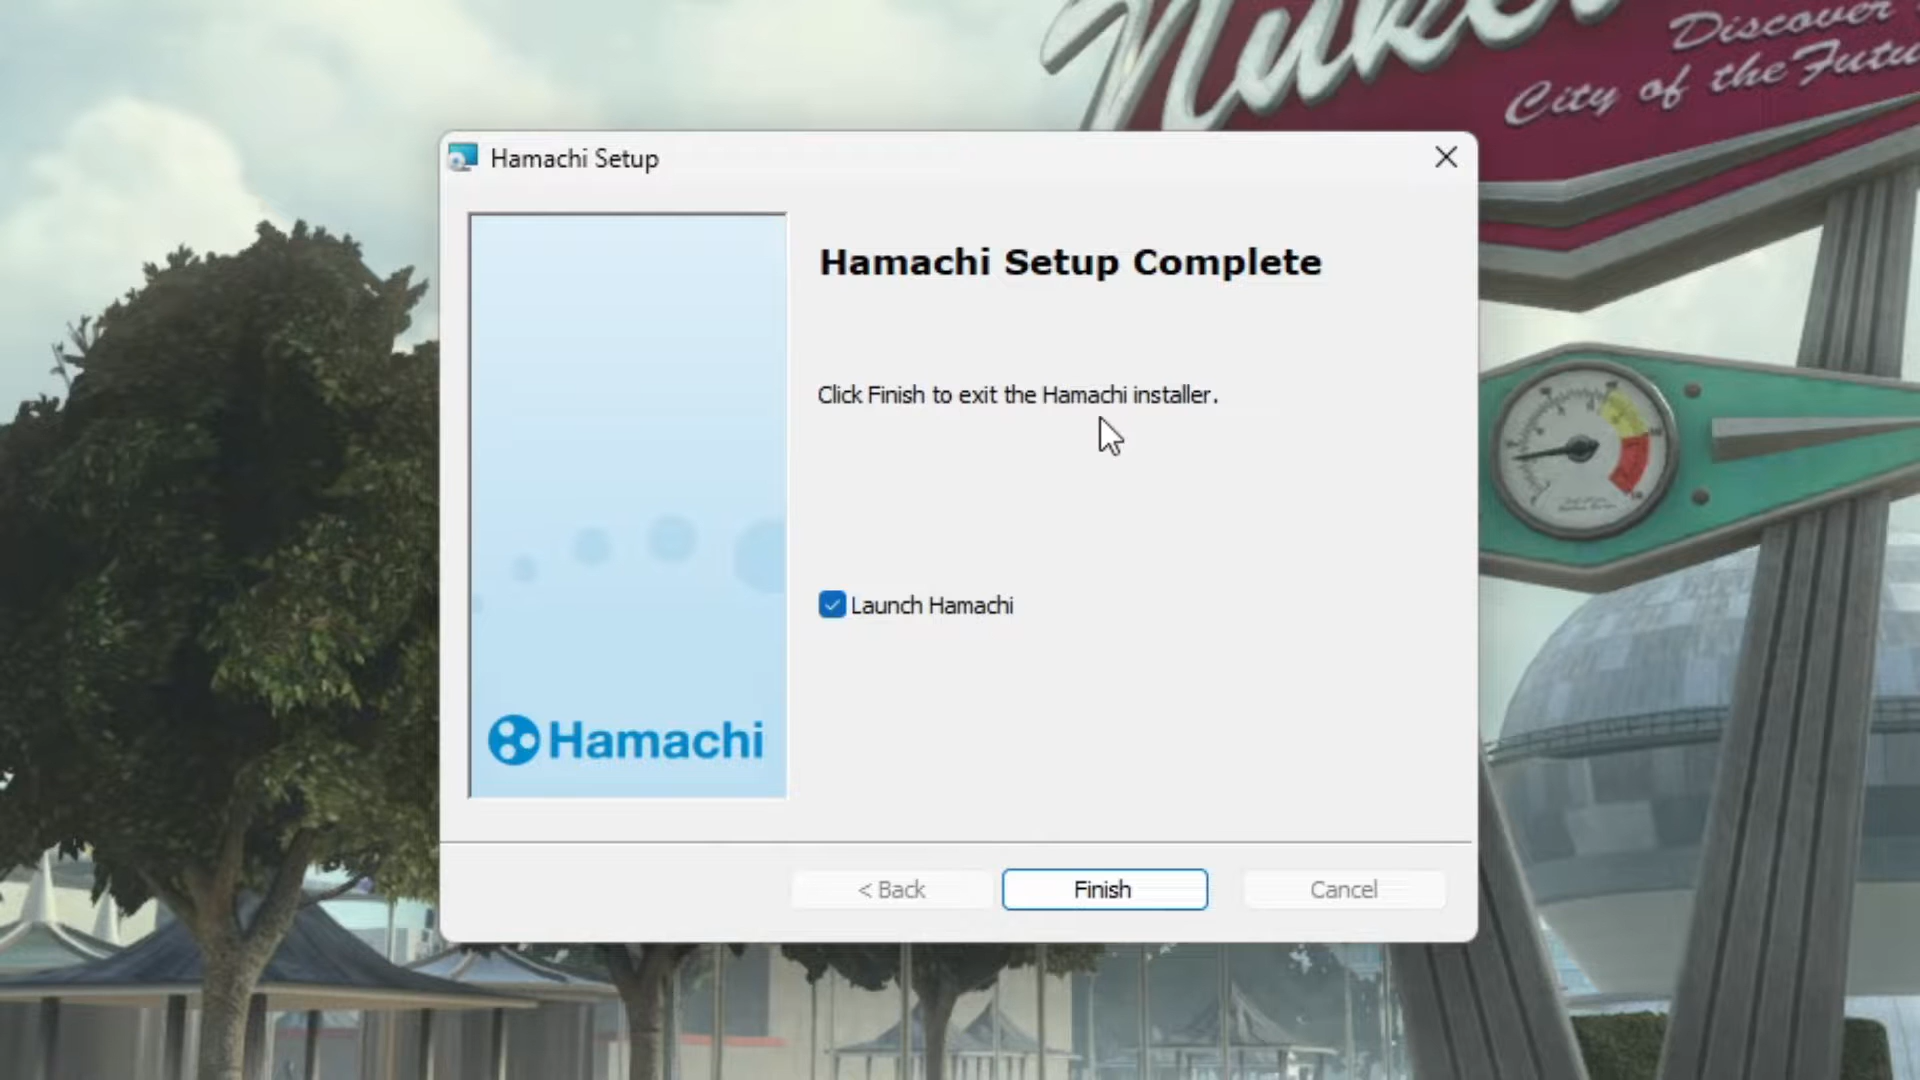 Discover
City of the Futu
Hamachi Setup
Hamachi Setup Complete
Click Finish to exit the Hamachi installer.
Launch Hamachi
Hamachi
< Back
Finish
Cancel